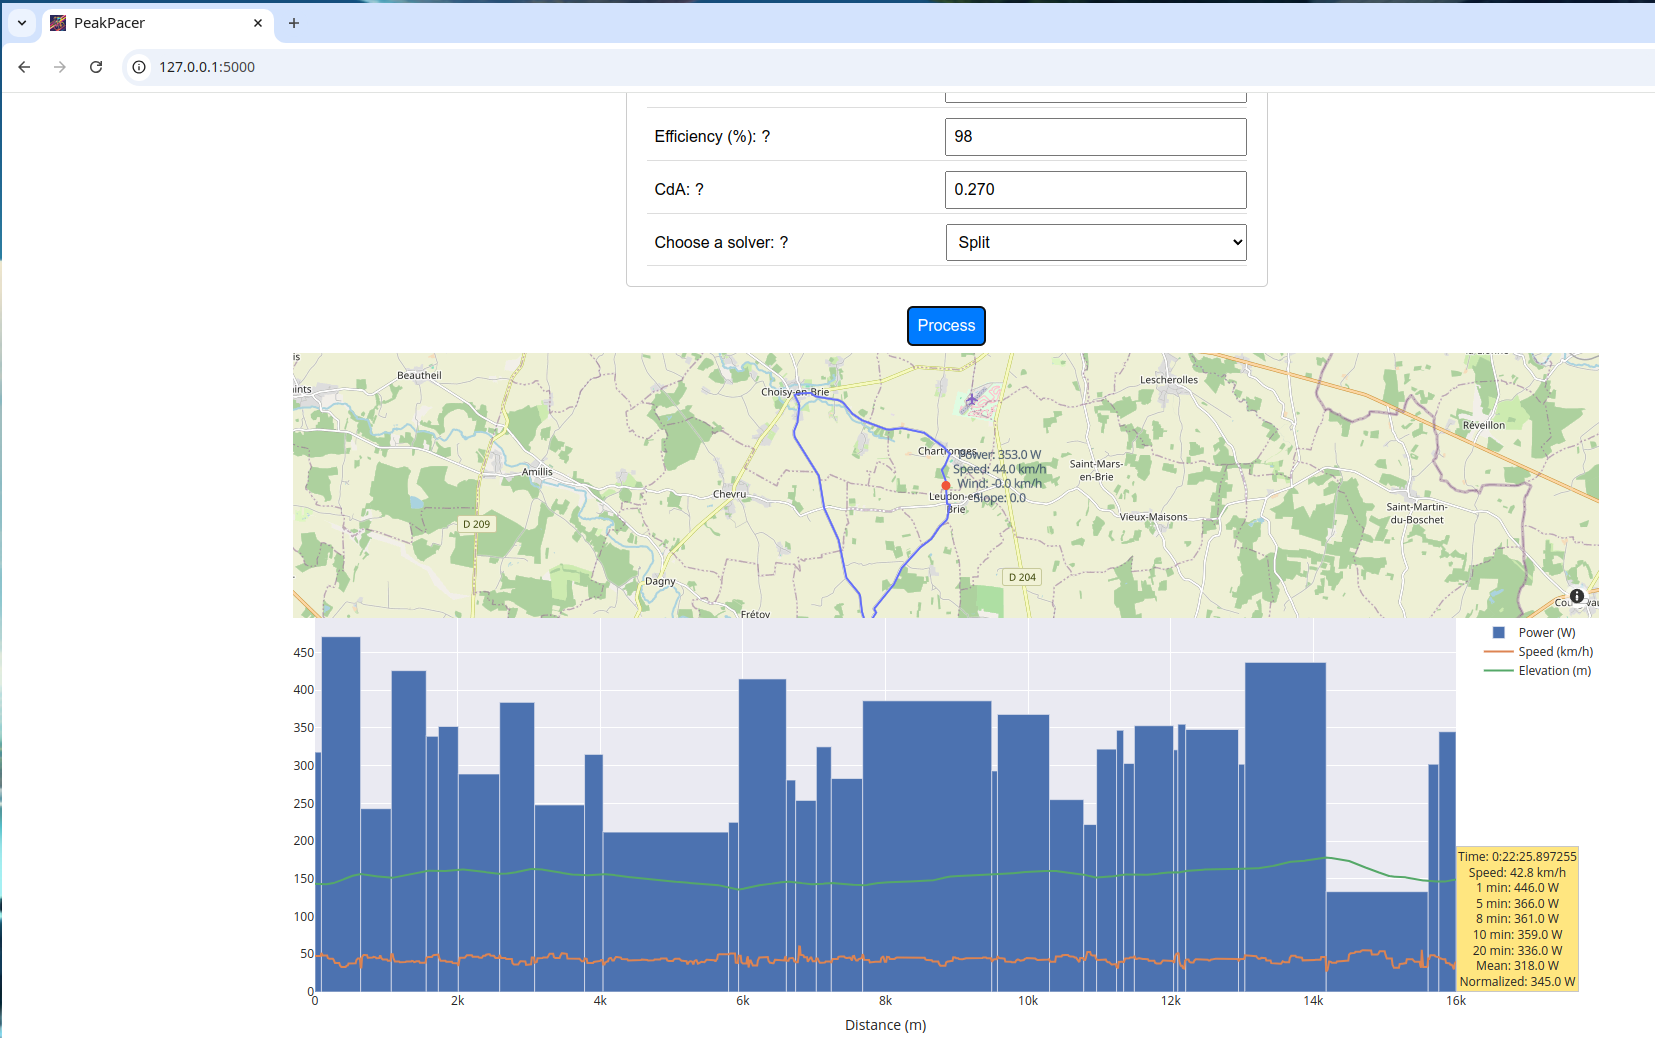 PeakPacer
127.0.0.1:5000
Efficiency (%): ?
98
CdA: ?
0.270
Choose a solver: ?
Split
Process
is
Beautheil
ints
Choisy-en-Brie
Lescherolles
Réveillon
Chartronges
Power: 353.0 W
Speed: 44.0 km/h
Wind: -0.0 km/h
Slope: 0.0
Leudon-en-
Brie
Saint-Mars-
en-Brie
Amillis
Chevru
Vieux-Maisons
Saint-Martin-
du-Boschet
D 209
D 204
Dagny
Frétoy
Power (W)
Speed (km/h)
Elevation (m)
450
400
350
300
250
200
150
100
50
0
Time: 0:22:25.897255
Speed: 42.8 km/h
1 min: 446.0 W
5 min: 366.0 W
8 min: 361.0 W
10 min: 359.0 W
20 min: 336.0 W
Mean: 318.0 W
Normalized: 345.0 W
0
2k
4k
6k
8k
10k
12k
14k
16k
Distance (m)